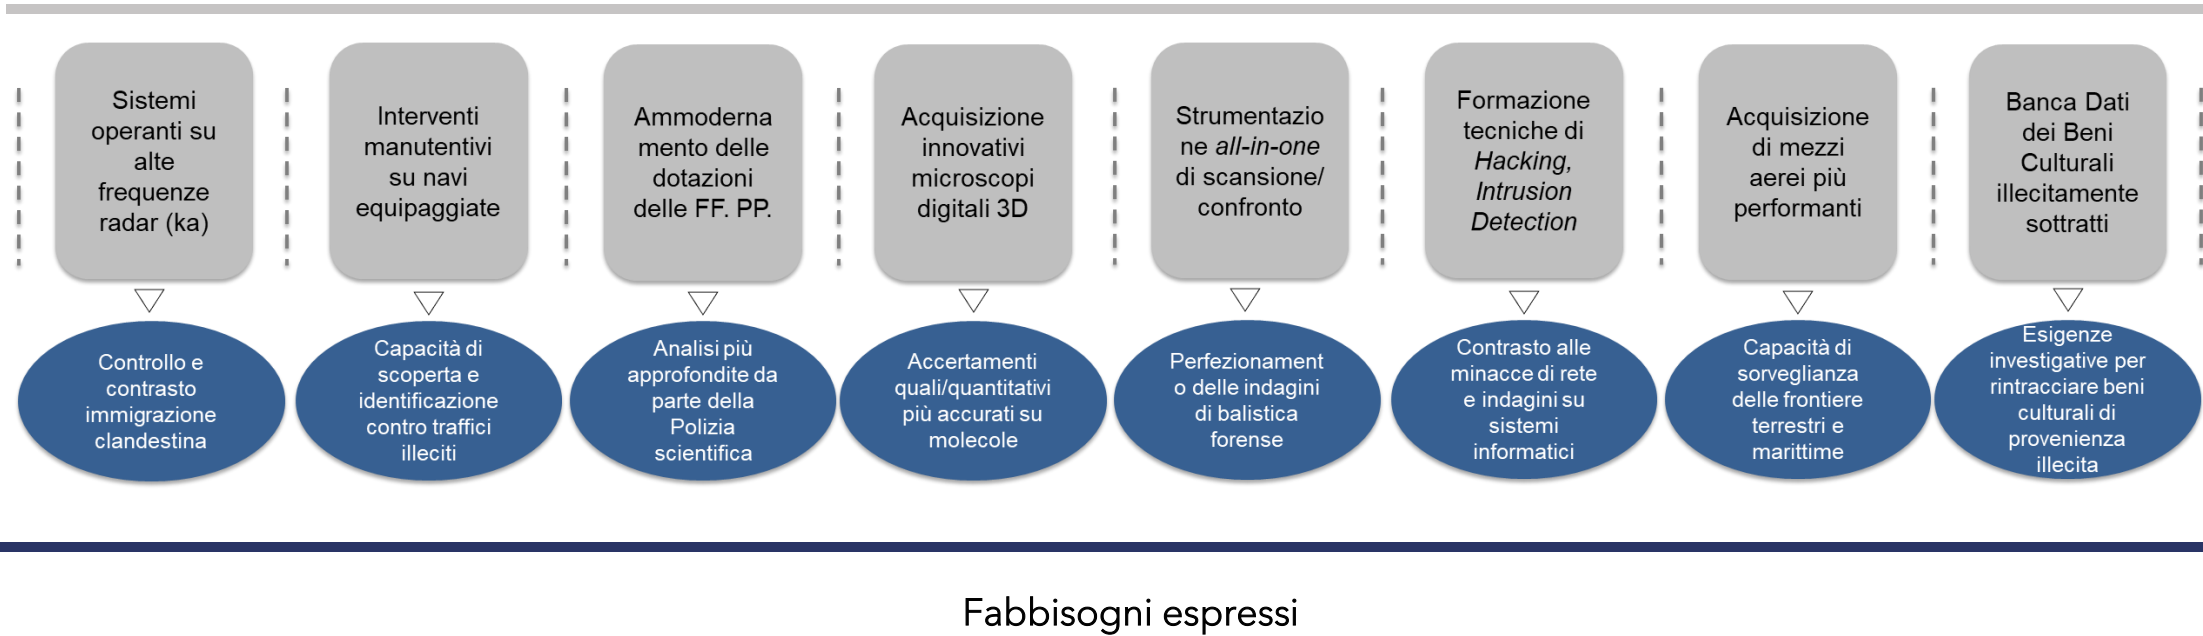 Sistemi
operanti su
alte
frequenze
radar (ka)
Interventi
manutentivi
su navi
equipaggiate
Ammoderna
mento delle
dotazioni
delle FF. PP.
Acquisizione
innovativi
microscopi
digitali 3D
Strumentazio
ne all-in-one
di scansione/
confronto
Formazione
tecniche di
Hacking,
Intrusion
Detection
Acquisizione
di mezzi
aerei più
performanti
Banca Dati
dei Beni
Culturali
illecitamente
sottratti
Controllo e
contrasto
immigrazione
clandestina
Capacità di
scoperta e
identificazione
contro traffici
illeciti
Analisi più
approfondite da
parte della
Polizia
scientifica
Accertamenti
quali/quantitativi
più accurati su
molecole
Perfezionament
o delle indagini
di balistica
forense
Contrasto alle
minacce di rete
e indagini su
sistemi
informatici
Capacità di
sorveglianza
delle frontiere
terrestri e
marittime
Esigenze
investigative per
rintracciare beni
culturali di
provenienza
illecita
Fabbisogni espressi